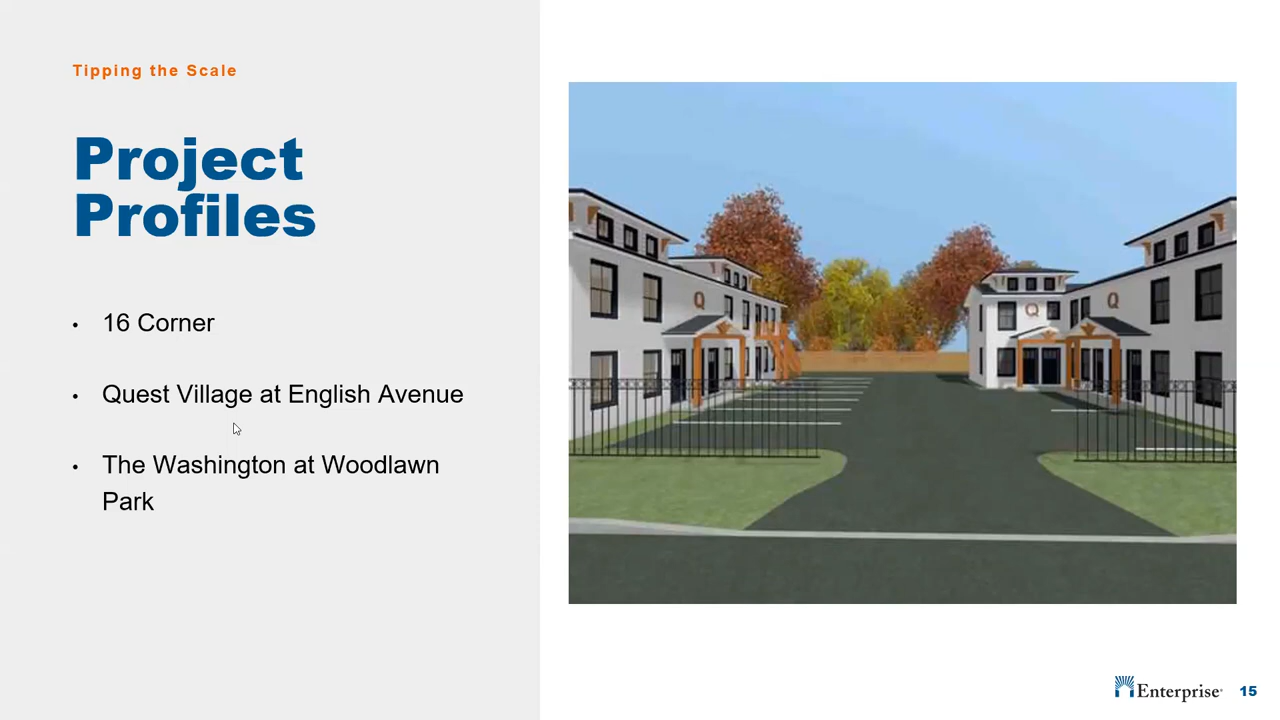 Tipping the Scale
Project
Profiles
• 16 Corner
• Quest Village at English Avenue
• The Washington at Woodlawn
Park
Q
Q
Q
Enterprise
15